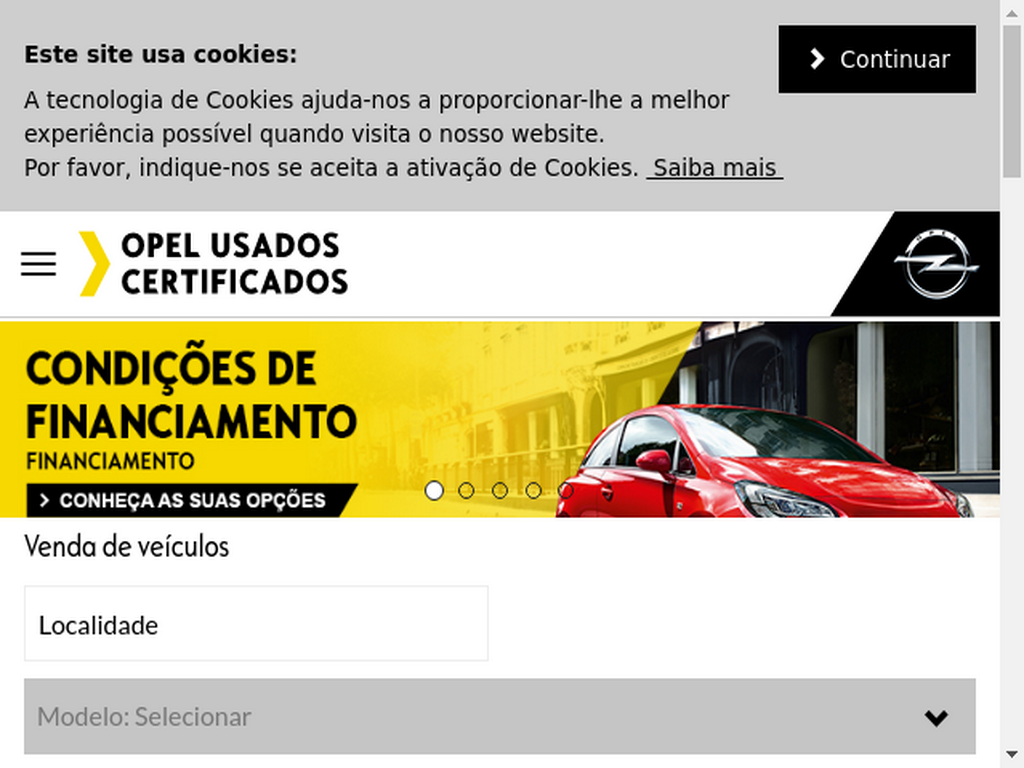 Este site usa cookies:
Continuar
A tecnologia de Cookies ajuda-nos a proporcionar-lhe a melhor
experiência possível quando visita o nosso website.
Por favor, indique-nos se aceita a ativação de Cookies. Saiba mais
OPEL USADOS
CERTIFICADOS
OPEL
CONDIÇÕES DE
FINANCIAMENTO
FINANCIAMENTO
CONHEÇA AS SUAS OPÇÕES
Venda de veículos
Localidade
Modelo: Selecionar